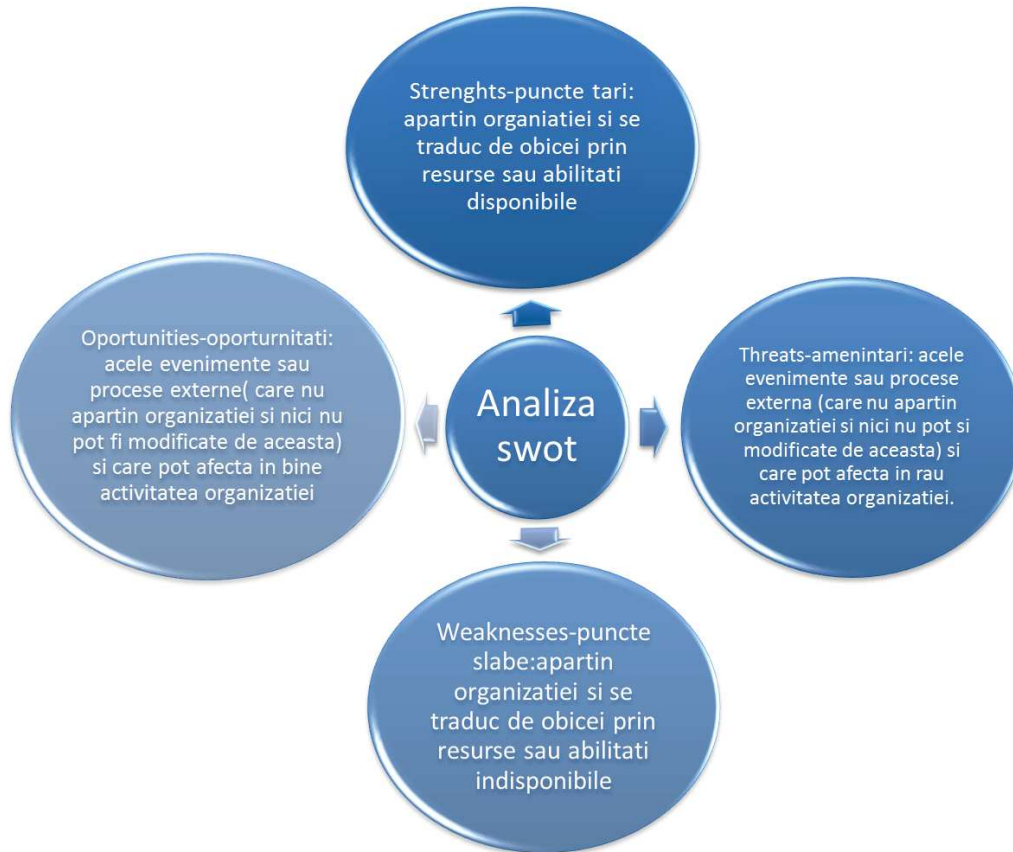 Strenghts-puncte tari:
apartin organiatiei si se
traduc de obicei prin
resurse sau abilitati
disponibile
Oportunities-oporturnitati:
acele evenimente sau
procese externe( care nu
apartin organizatiei si nici nu
pot fi modificate de aceasta)
si care pot afecta in bine
activitatea organizatiei
Analiza
swot
Threats-amenintari: acele
evenimente sau procese
externa (care nu apartin
organizatiei si nici nu pot si
modificate de aceasta) si
care pot afecta in rau
activitatea organizatiei.
Weaknesses-puncte
slabe:apartin
organizatiei si se
traduc de obicei prin
resurse sau abilitati
indisponibile